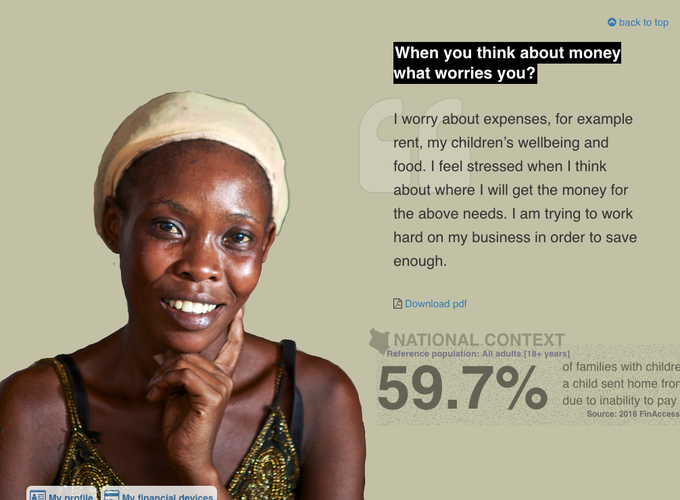 back to top
When you think about money
what worries you?
I worry about expenses, for example
rent, my children’s wellbeing and
food. I feel stressed when I think
about where I will get the money for
the above needs. I am trying to work
hard on my business in order to save
enough.
Download pdf
NATIONAL CONTEXT
Reference population: All adults [18+ years]
59.7%
of families with childre
a child sent home fron
due to inability to pay
Source: 2016 FinAccess
My profile
My financial devices